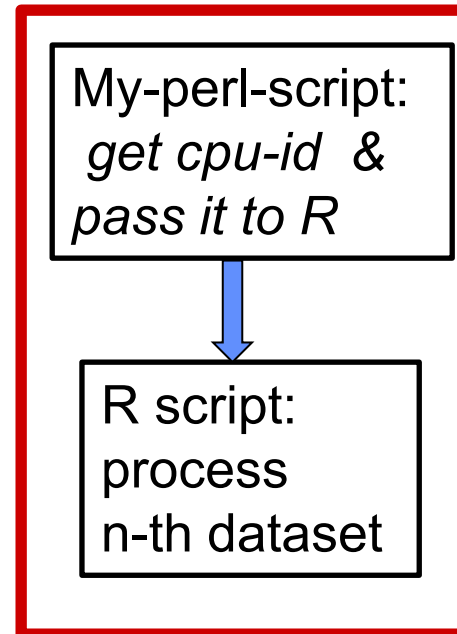 My-perl-script:
get cpu-id &
pass it to R
R script:
process
n-th dataset